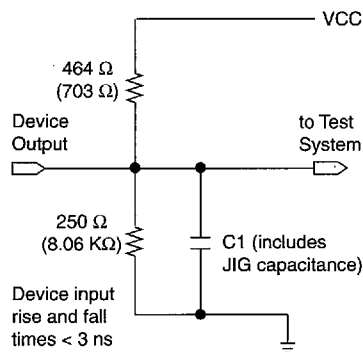 VCC
464 Ω
(703 Ω)
Device
Output
to Test
System
250 Ω
(8.06 KΩ)
C1 (includes
JIG capacitance)
Device input
rise and fall
times < 3 ns